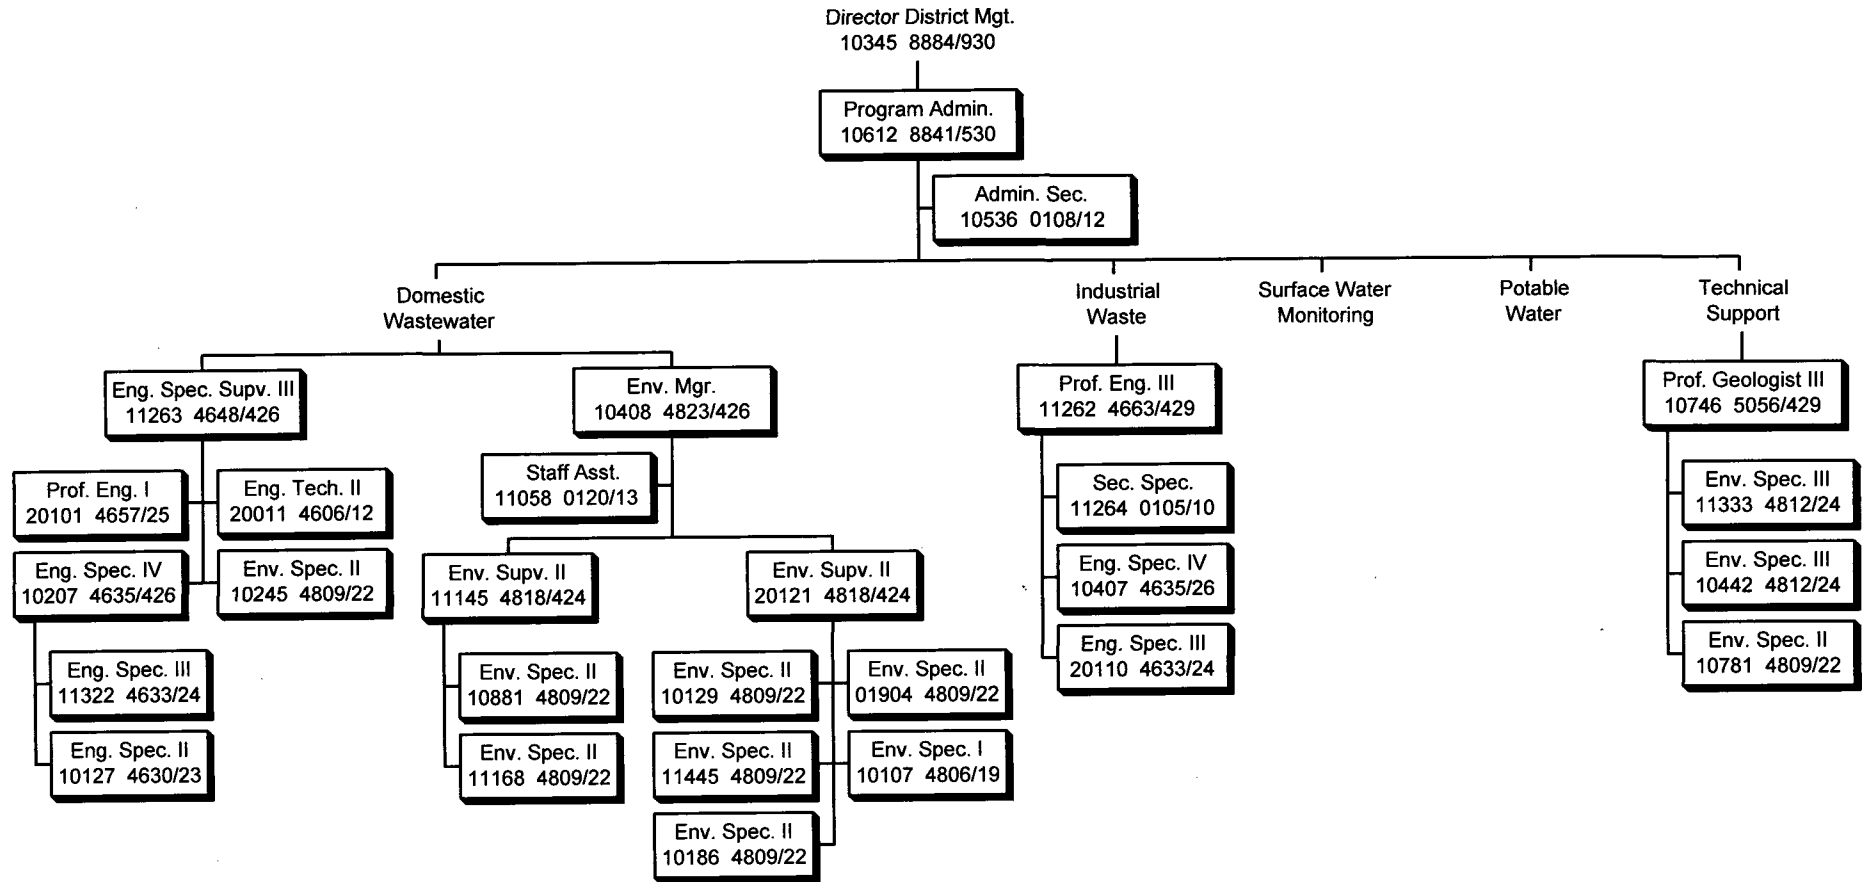 Director District Mgt.
10345 8884/930
Program Admin.
10612 8841/530
Admin. Sec.
10536 0108/12
Domestic
Wastewater
Industrial
Waste
Surface Water
Monitoring
Potable
Water
Technical
Support
Eng. Spec. Supv. III
11263 4648/426
Prof. Eng. I
20101 4657/25
Eng. Tech. II
20011 4606/12
Eng. Spec. IV
10207 4635/426
Env. Spec. II
10245 4809/22
Eng. Spec. III
11322 4633/24
Eng. Spec. II
10127 4630/23
Env. Mgr.
10408 4823/426
Staff Asst.
11058 0120/13
Env. Supv. II
11145 4818/424
Env. Spec. II
10881 4809/22
Env. Spec. II
11168 4809/22
Env. Supv. II
20121 4818/424
Env. Spec. II
10129 4809/22
Env. Spec. II
01904 4809/22
Env. Spec. II
11445 4809/22
Env. Spec. I
10107 4806/19
Env. Spec. II
10186 4809/22
Prof. Eng. III
11262 4663/429
Sec. Spec.
11264 0105/10
Eng. Spec. IV
10407 4635/26
Eng. Spec. III
20110 4633/24
Prof. Geologist III
10746 5056/429
Env. Spec. III
11333 4812/24
Env. Spec. III
10442 4812/24
Env. Spec. II
10781 4809/22